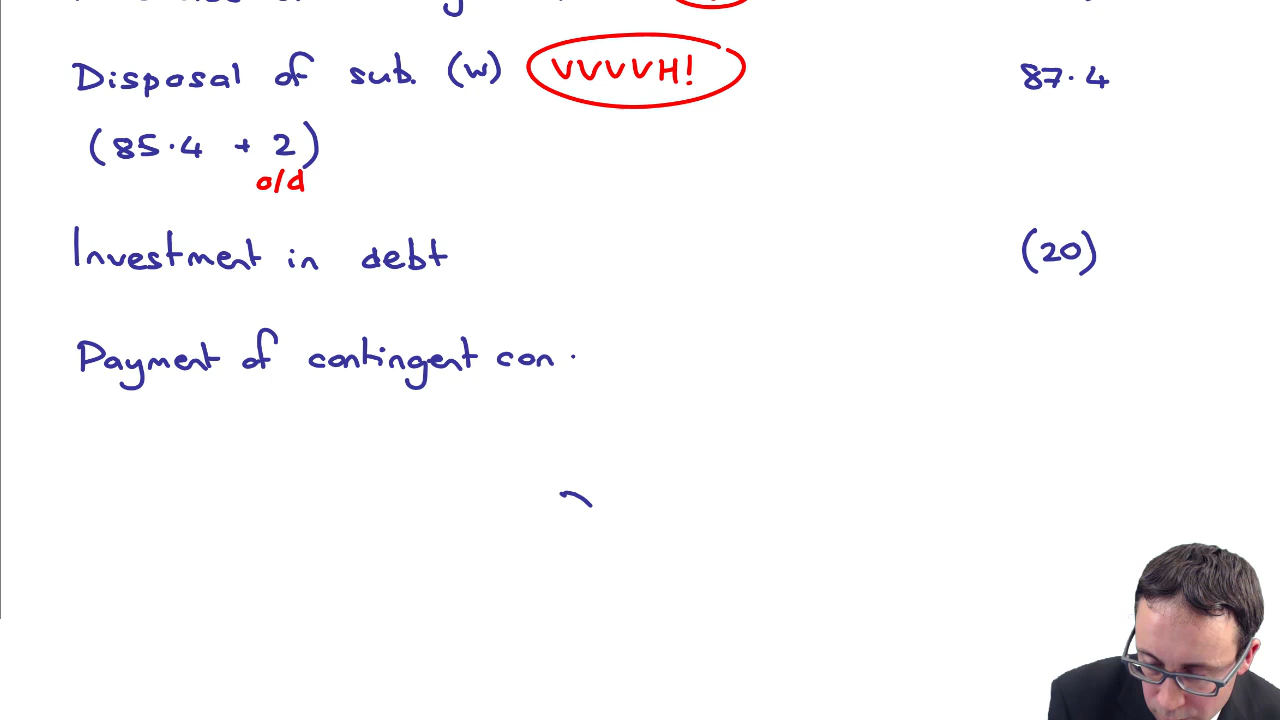 Disposal of sub. (w) VVVVH! 87.4
(85.4 + 2)
o/d
Investment in debt (20)
Payment of contingent con.